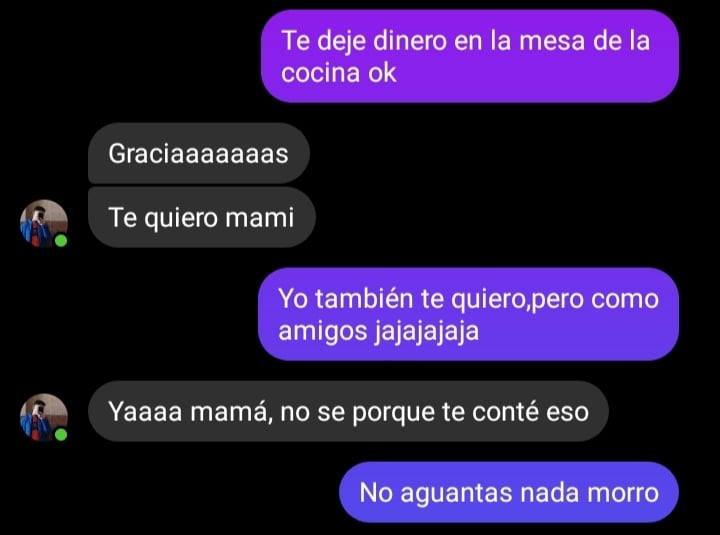 Te deje dinero en la mesa de la
cocina ok
Graciaaaaaaas
Te quiero mami
Yo también te quiero,pero como
amigos jajajajaja
Yaaaa mamá, no se porque te conté eso
No aguantas nada morro